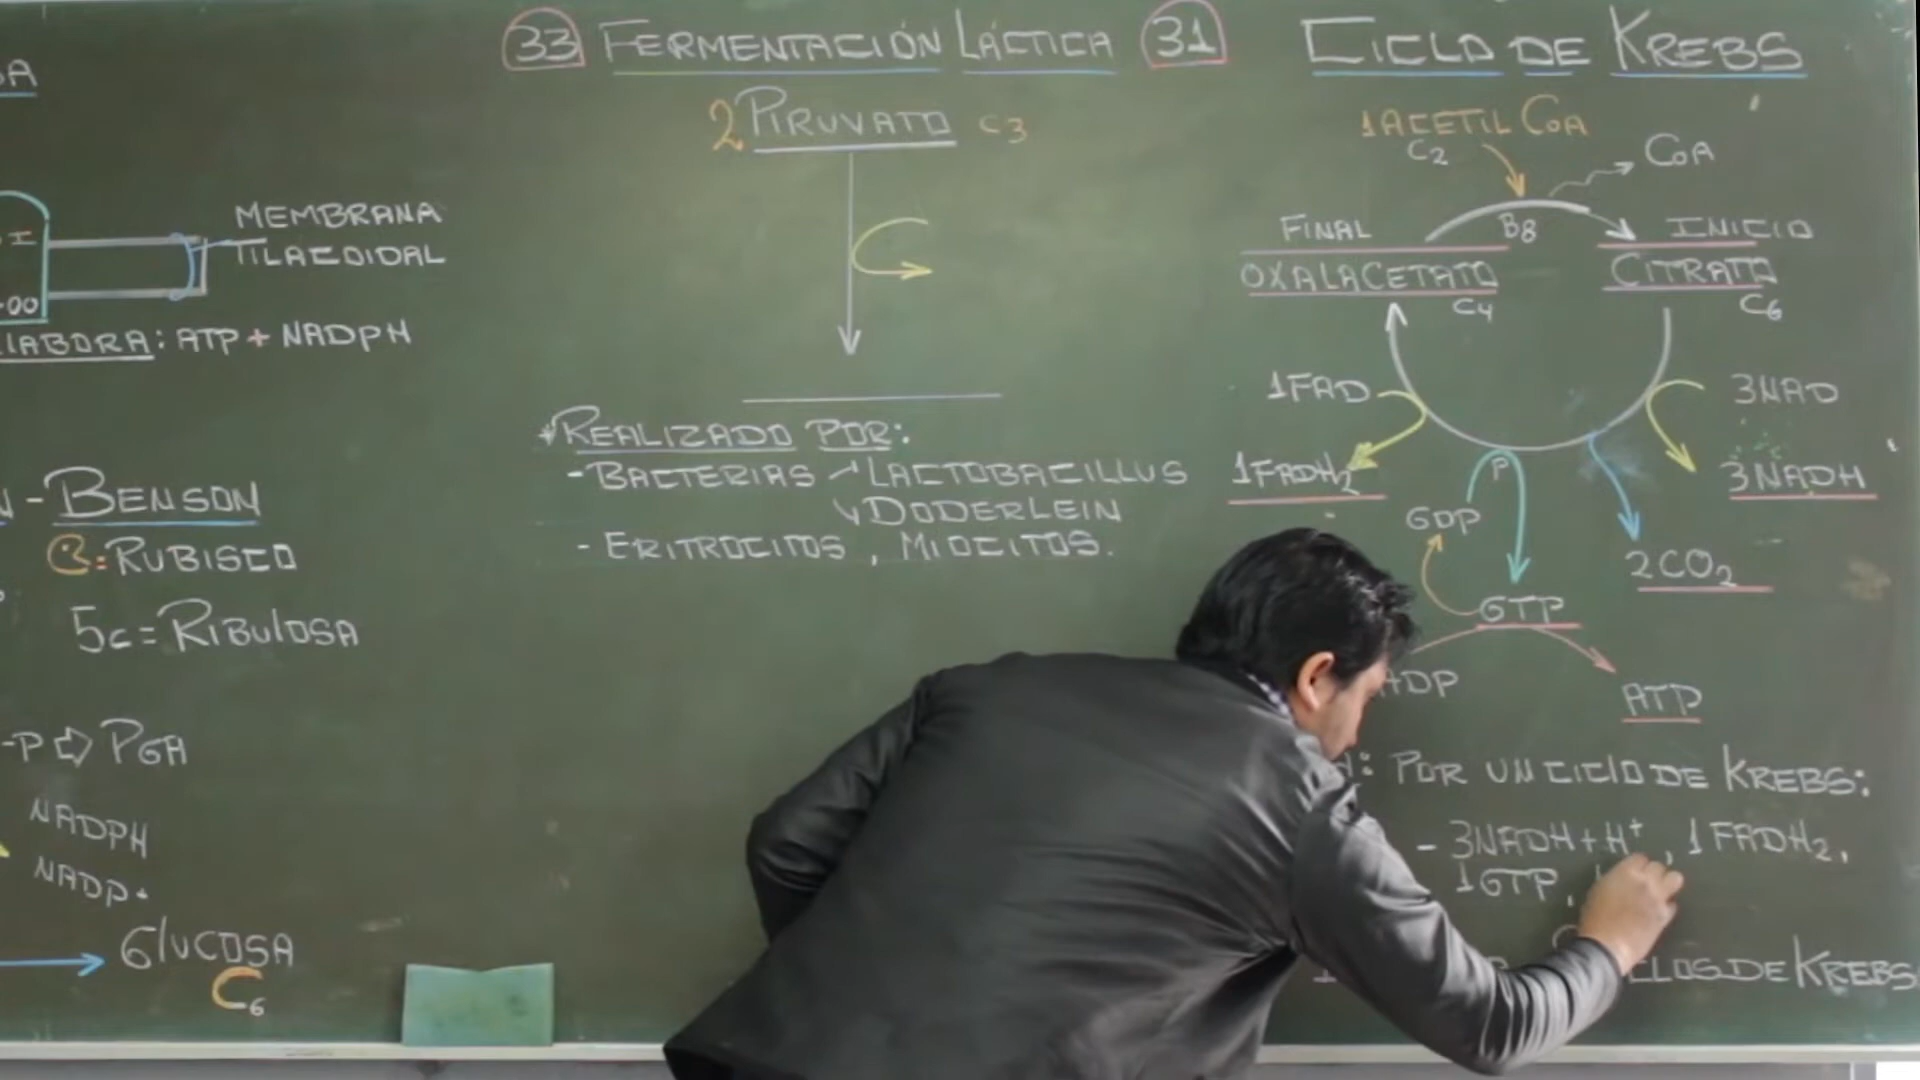 MEMBRANA
TILACOIDAL
: ATP + NADPH
- BENSON
: RUBISCO
5C = RIBULOSA
-P ⇨ PGA
NADPH
NADP+
GLUCOSA
C6
33 FERMENTACIÓN LÁCTICA
2 PIRUVATO C3
* REALIZADO POR:
- BACTERIAS LACTOBACILLUS
DODERLEIN
- ERITROCITOS, MIOCITOS.
31 CICLO DE KREBS
1 ACETIL COA
C2
COA
FINAL
B8
INICIO
OXALACETATO
C4
CITRATO
C6
1FAD
3NAD
1FADH2
P
3NADH
GDP
2CO2
GTP
ADP
ATP
: POR UN CICLO DE KREBS:
- 3NADH+H+, 1FADH2,
1GTP,
DE KREBS